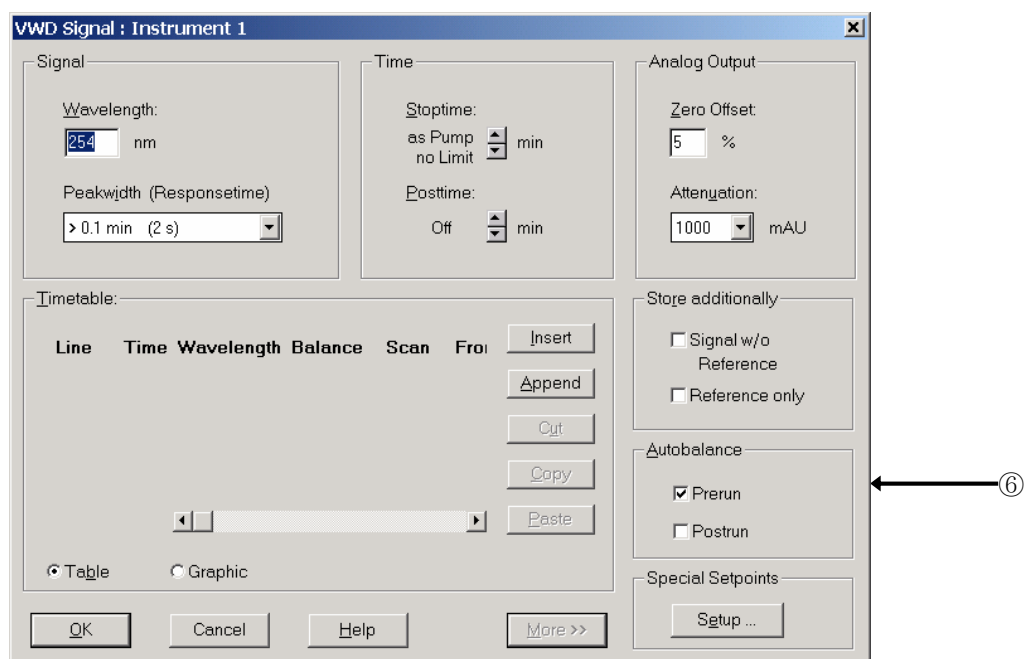 VWD Signal : Instrument 1
Signal
Wavelength:
254 nm
Peakwidth (Responsetime)
> 0.1 min (2 s)
Time
Stoptime:
as Pump
no Limit
min
Posttime:
Off min
Analog Output
Zero Offset:
5 %
Attenuation:
1000 mAU
Timetable:
Line Time Wavelength Balance Scan Fro
Insert
Append
Cut
Copy
Paste
Table Graphic
Store additionally
Signal w/o
Reference
Reference only
Autobalance
Prerun
Postrun
⑥
Special Setpoints
Setup ...
OK Cancel Help More >>